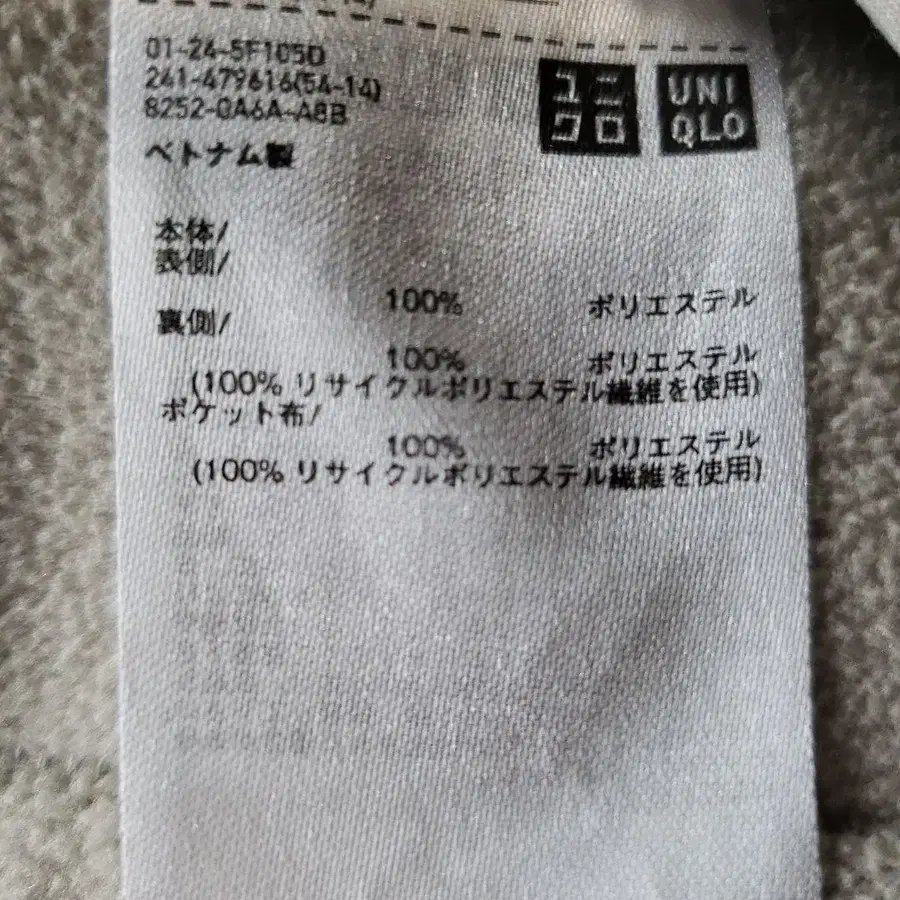 01-24-5F105D
241-479616(54-14)
8252-0A6A-A8B
ユニ
クロ
UNI
QLO
ベトナム製
本体/
表側/
100% ポリエステル
裏側/
100% ポリエステル
(100% リサイクルポリエステル繊維を使用)
ポケット布/
100% ポリエステル
(100% リサイクルポリエステル繊維を使用)